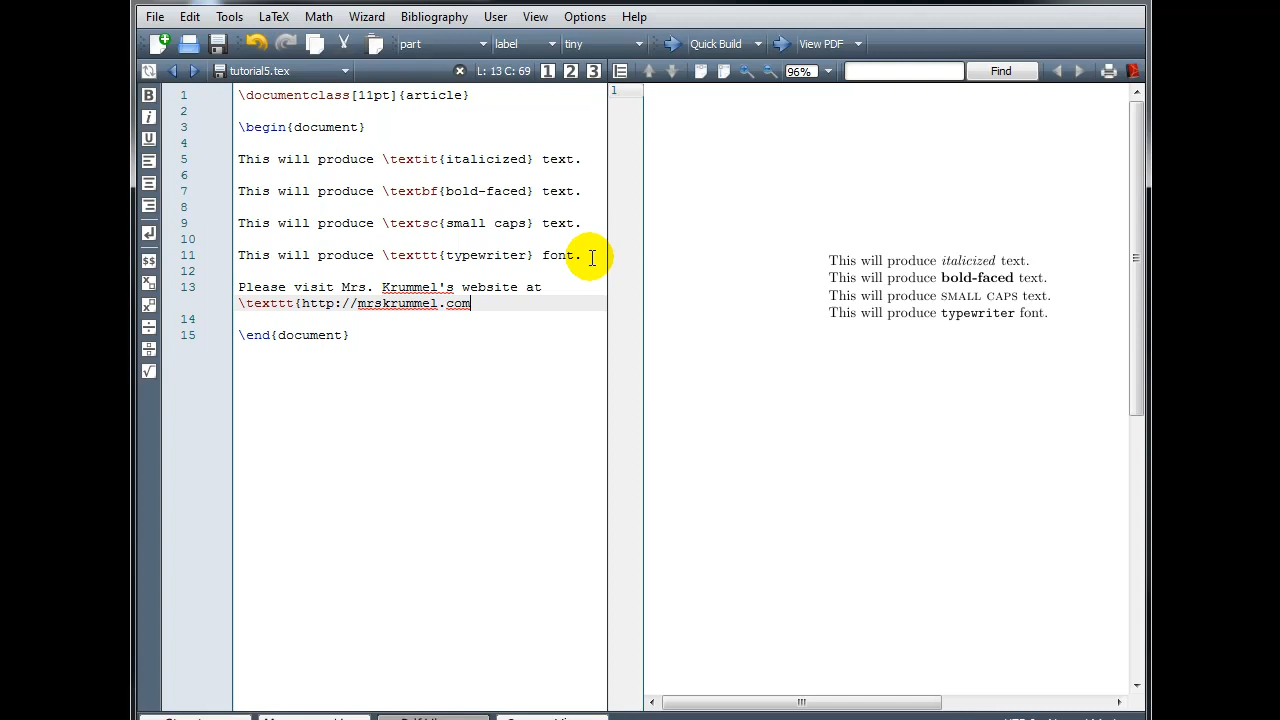 File Edit Tools LaTeX Math Wizard Bibliography User View Options Help
part label tiny Quick Build View PDF
tutorial5.tex L: 13 C: 69 1 2 3 96% Find
1 \documentclass[11pt]{article}
2
3 \begin{document}
4
5 This will produce \textit{italicized} text.
6
7 This will produce \textbf{bold-faced} text.
8
9 This will produce \textsc{small caps} text.
10
11 This will produce \texttt{typewriter} font.
12
13 Please visit Mrs. Krummel's website at
\texttt{http://mrskrummel.com
14
15 \end{document}
1
This will produce italicized text.
This will produce bold-faced text.
This will produce SMALL CAPS text.
This will produce typewriter font.